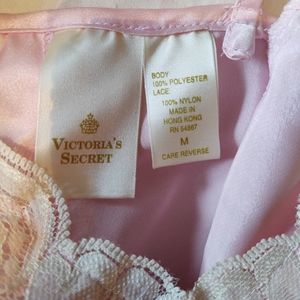 VICTORIA'S
SECRET
BODY:
100% POLYESTER
LACE:
100% NYLON
MADE IN
HONG KONG
RN 54867
M
CARE REVERSE